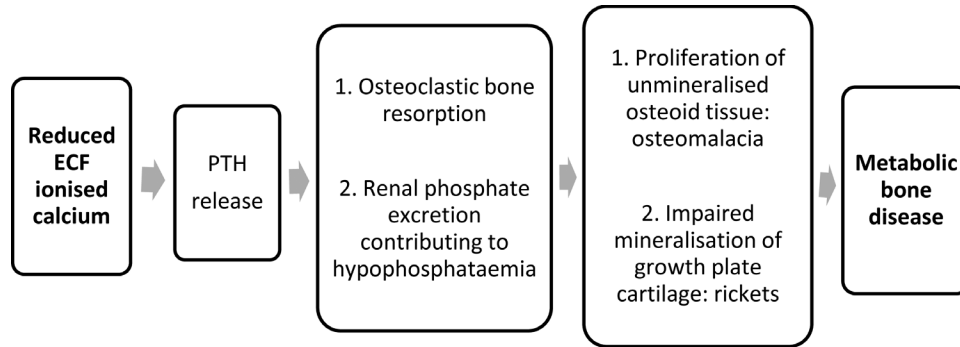 Reduced
ECF
ionised
calcium
PTH
release
1. Osteoclastic bone
resorption
2. Renal phosphate
excretion
contributing to
hypophosphataemia
1. Proliferation of
unmineralised
osteoid tissue:
osteomalacia
2. Impaired
mineralisation of
growth plate
cartilage: rickets
Metabolic
bone
disease